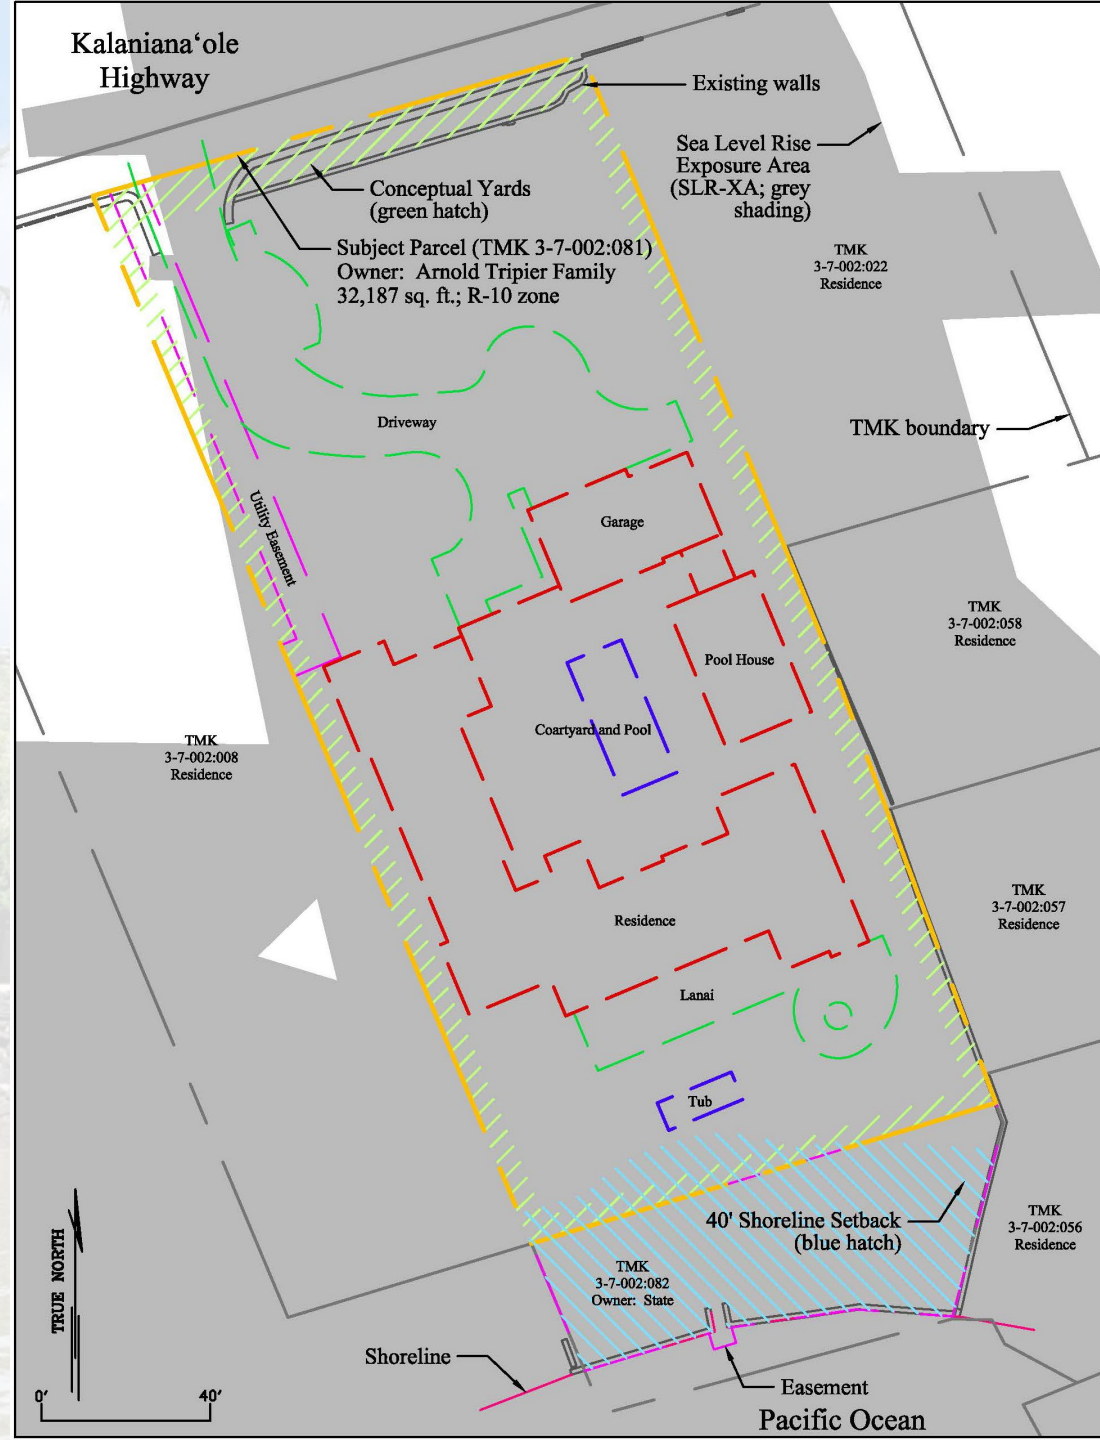 Kalaniana‘ole
Highway
Existing walls
Sea Level Rise
Exposure Area
(SLR-XA; grey
shading)
Conceptual Yards
(green hatch)
Subject Parcel (TMK 3-7-002:081)
Owner: Arnold Tripier Family
32,187 sq. ft.; R-10 zone
TMK
3-7-002:022
Residence
Driveway
TMK boundary
Utility Easement
Garage
TMK
3-7-002:058
Residence
Pool House
Coartyard and Pool
TMK
3-7-002:008
Residence
TMK
3-7-002:057
Residence
Residence
Lanai
Tub
40' Shoreline Setback
(blue hatch)
TMK
3-7-002:056
Residence
TMK
3-7-002:082
Owner: State
TRUE NORTH
Shoreline
Easement
0'
40'
Pacific Ocean